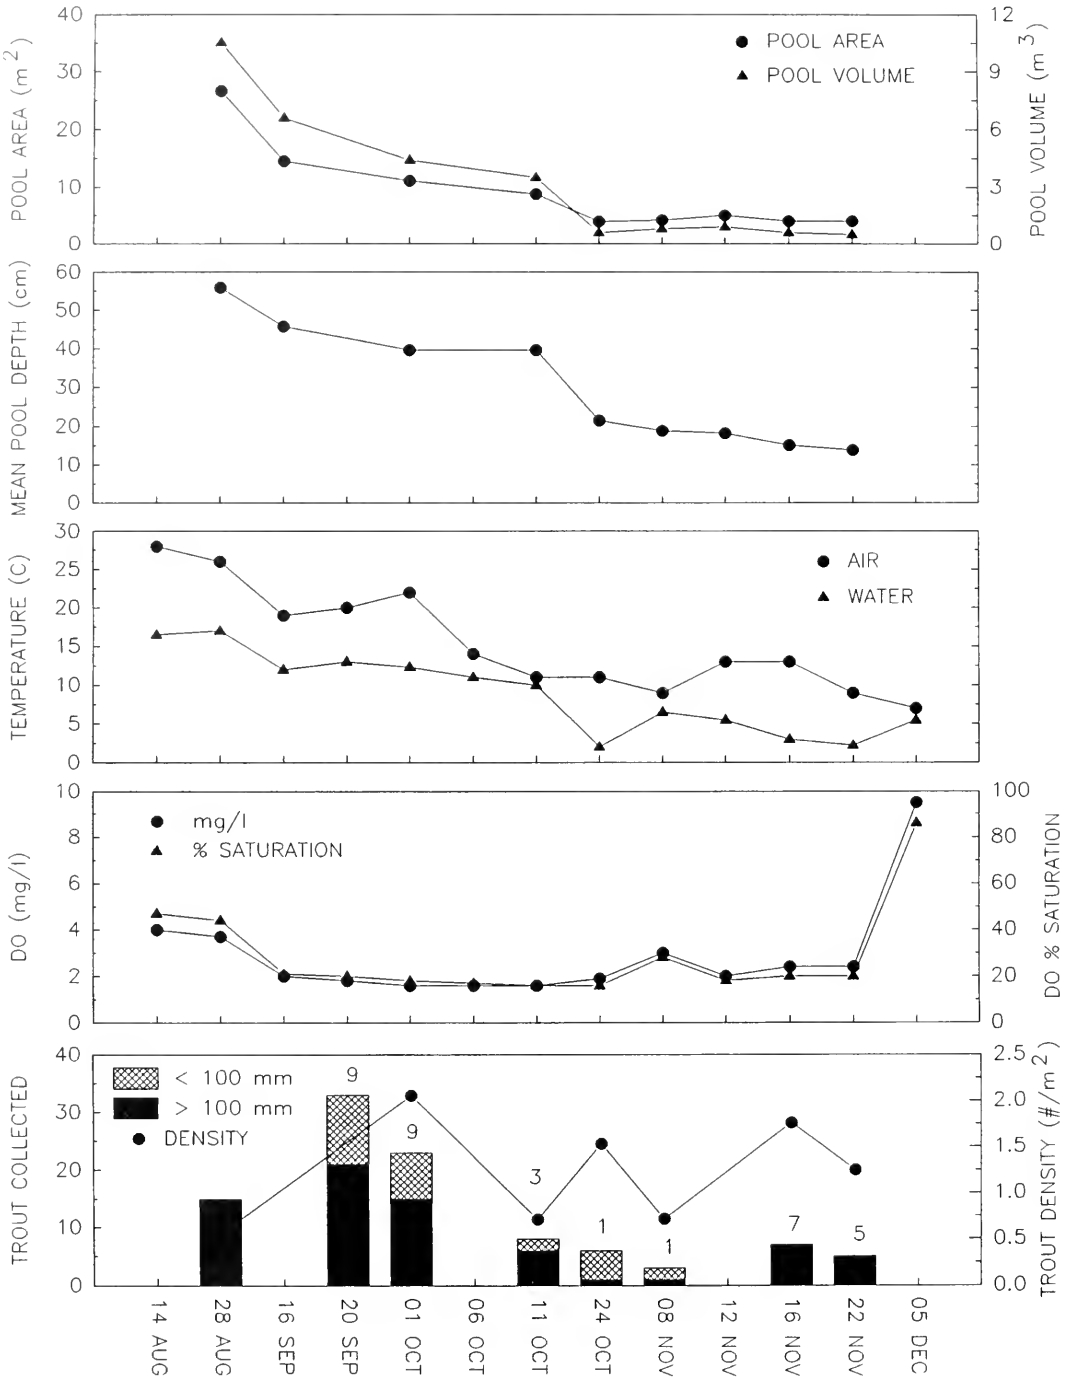 40
30
20
10
0
POOL AREA (m²)
12
9
6
3
0
POOL VOLUME (m³)
POOL AREA
POOL VOLUME
60
50
40
30
20
10
0
MEAN POOL DEPTH (cm)
30
25
20
15
10
5
0
TEMPERATURE (C)
AIR
WATER
10
8
6
4
2
0
DO (mg/l)
100
80
60
40
20
0
DO % SATURATION
mg/l
% SATURATION
40
30
20
10
0
TROUT COLLECTED
2.5
2.0
1.5
1.0
0.5
0.0
TROUT DENSITY (#/m²)
< 100 mm
> 100 mm
DENSITY
9
9
3
1
1
7
5
14 AUG
28 AUG
16 SEP
20 SEP
01 OCT
06 OCT
11 OCT
24 OCT
08 NOV
12 NOV
16 NOV
22 NOV
05 DEC